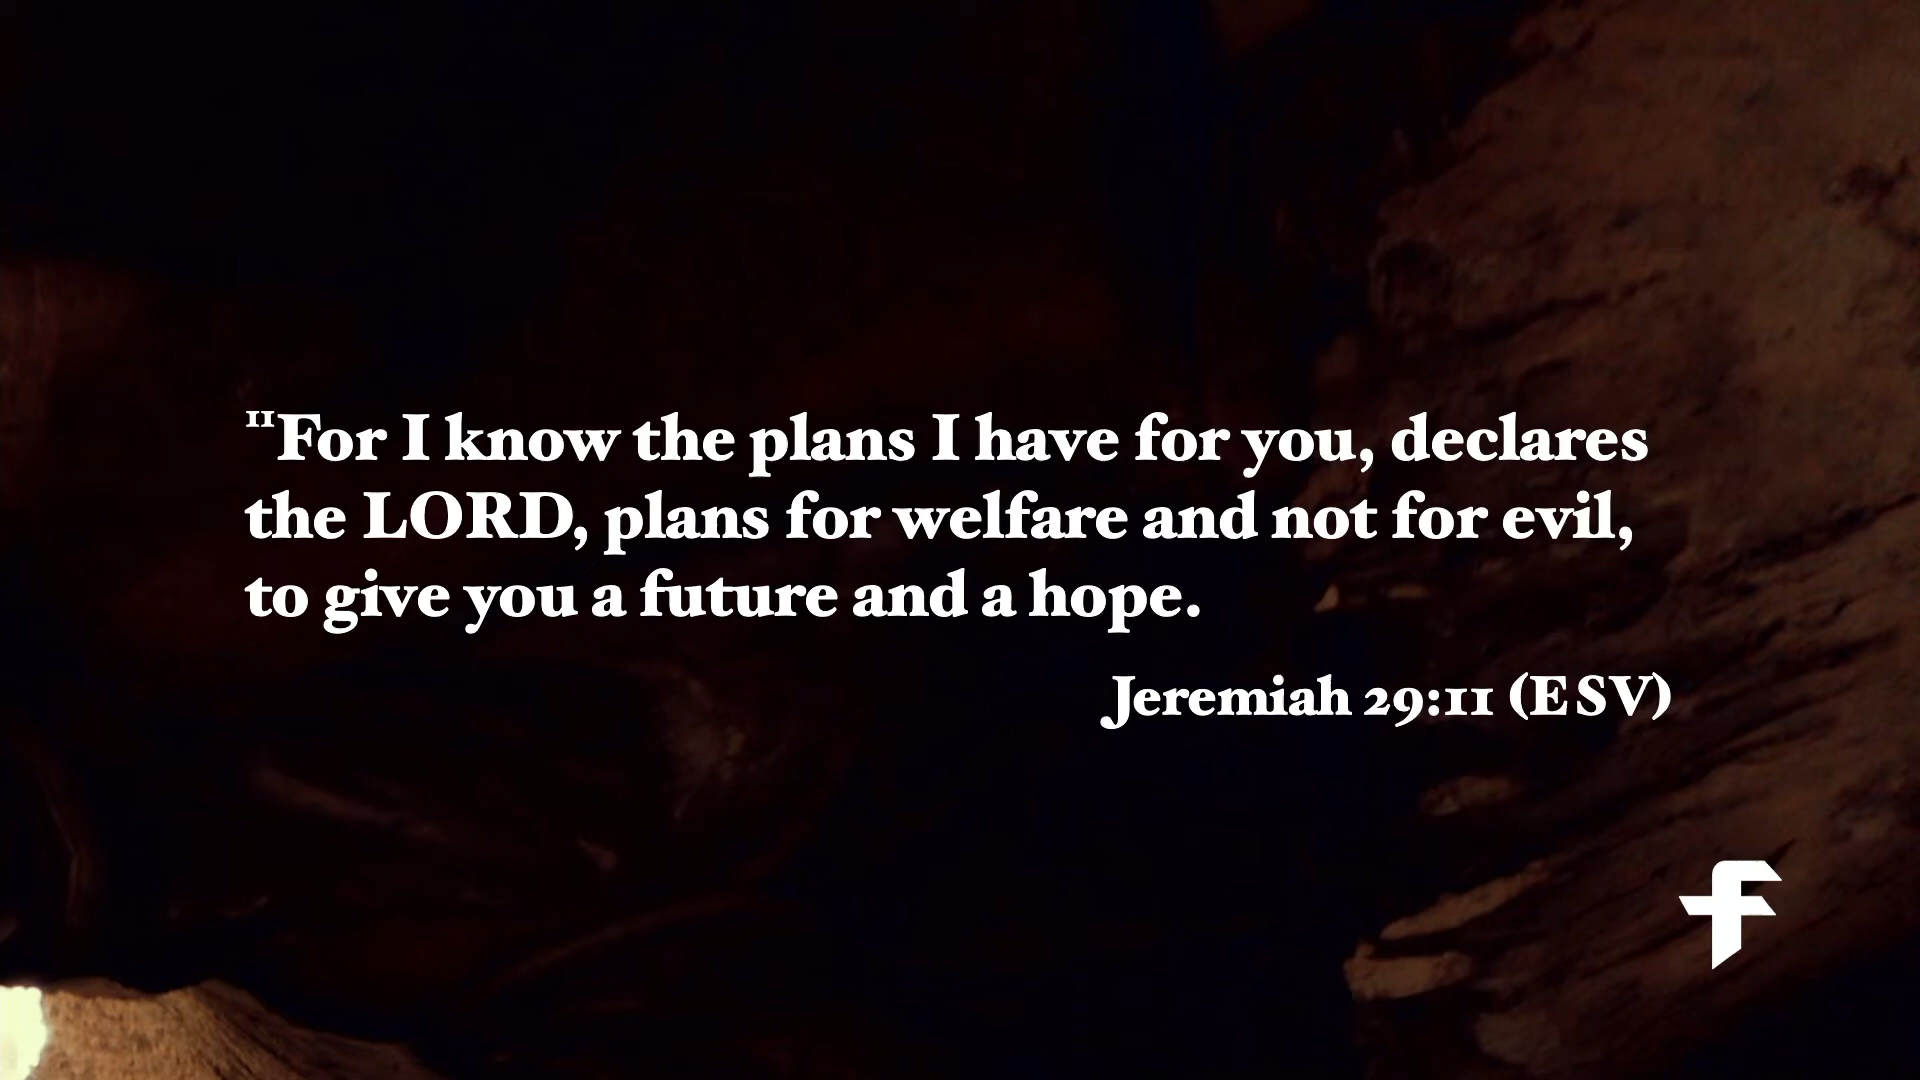 ¹¹For I know the plans I have for you, declares
the LORD, plans for welfare and not for evil,
to give you a future and a hope.
Jeremiah 29:11 (ESV)